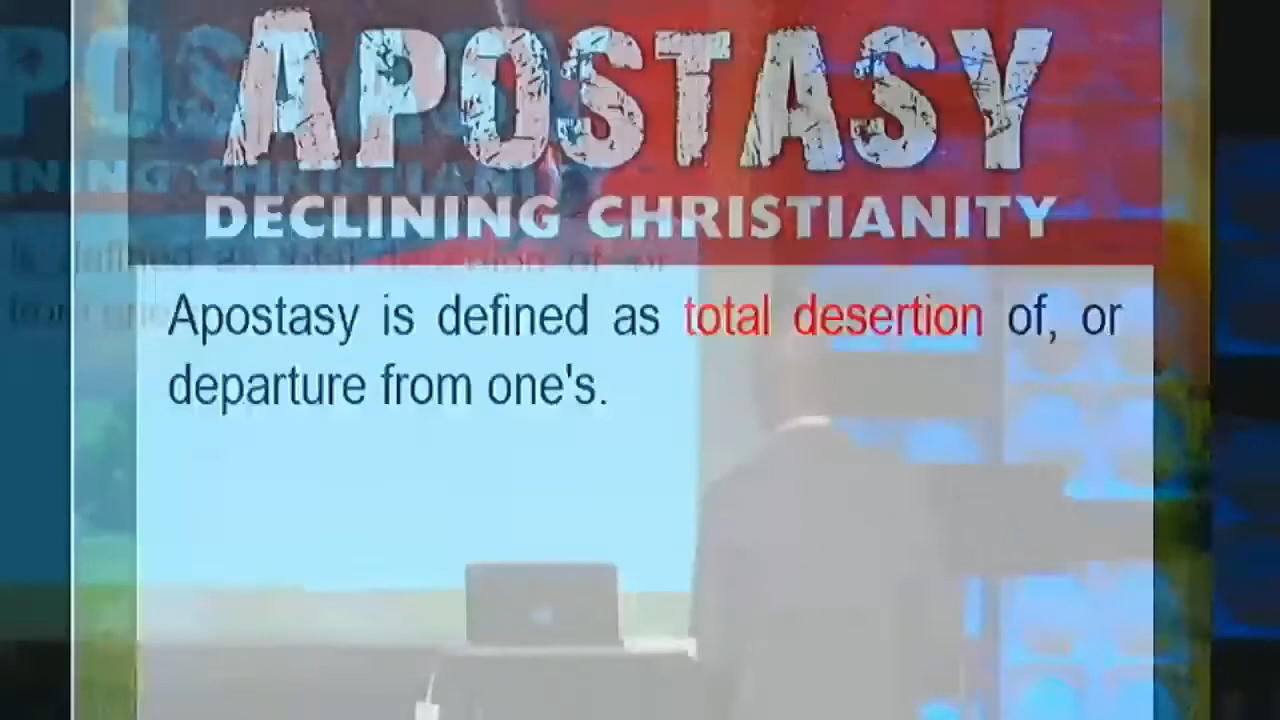 APOSTASY
DECLINING CHRISTIANITY
Apostasy is defined as total desertion of, or
departure from one's.